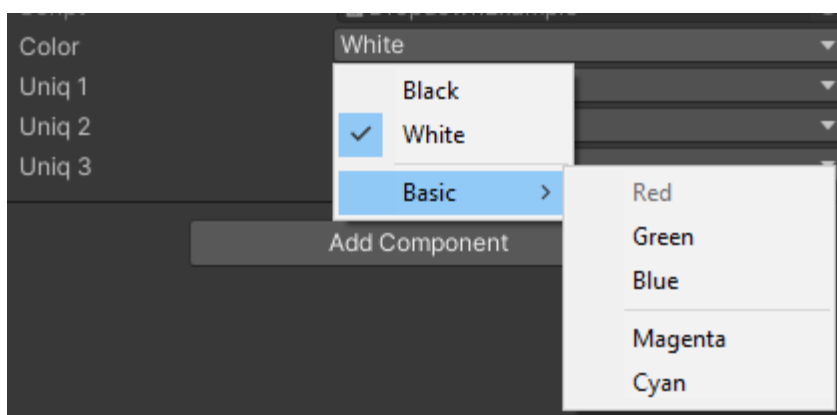 Color White
Uniq 1
Uniq 2
Uniq 3
Black
White
Basic
Red
Green
Blue
Magenta
Cyan
Add Component